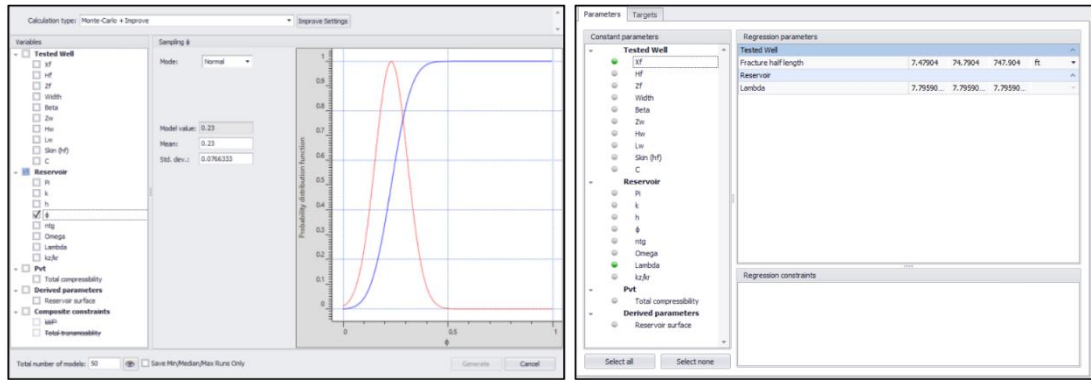 Calculation type: Monte-Carlo + Improve
Improve Settings
Variables
Tested Well
Xf
Hf
Zf
Width
Beta
Zw
Hw
Lw
Skin (hf)
C
Reservoir
Pi
k
h
ϕ
ntg
Omega
Lambda
kz/kr
Pvt
Total compressibility
Derived parameters
Reservoir surface
Composite constraints
Total transmissibility
Sampling ϕ
Mode: Normal
Model value: 0.23
Mean: 0.23
Std. dev.: 0.0766333
Probability distribution function
1
0.9
0.8
0.7
0.6
0.5
0.4
0.3
0.2
0.1
0
0 0.5 1
ϕ
Total number of models: 50
Save Min/Median/Max Runs Only
Generate
Cancel
Parameters Targets
Constant parameters
Tested Well
Xf
Hf
Zf
Width
Beta
Zw
Hw
Lw
Skin (hf)
C
Reservoir
Pi
k
h
ϕ
ntg
Omega
Lambda
kz/kr
Pvt
Total compressibility
Derived parameters
Reservoir surface
Select all
Select none
Regression parameters
Tested Well
Fracture half length 7.47904 74.7904 747.904 ft
Reservoir
Lambda 7.79590... 7.79590... 7.79590...
Regression constraints